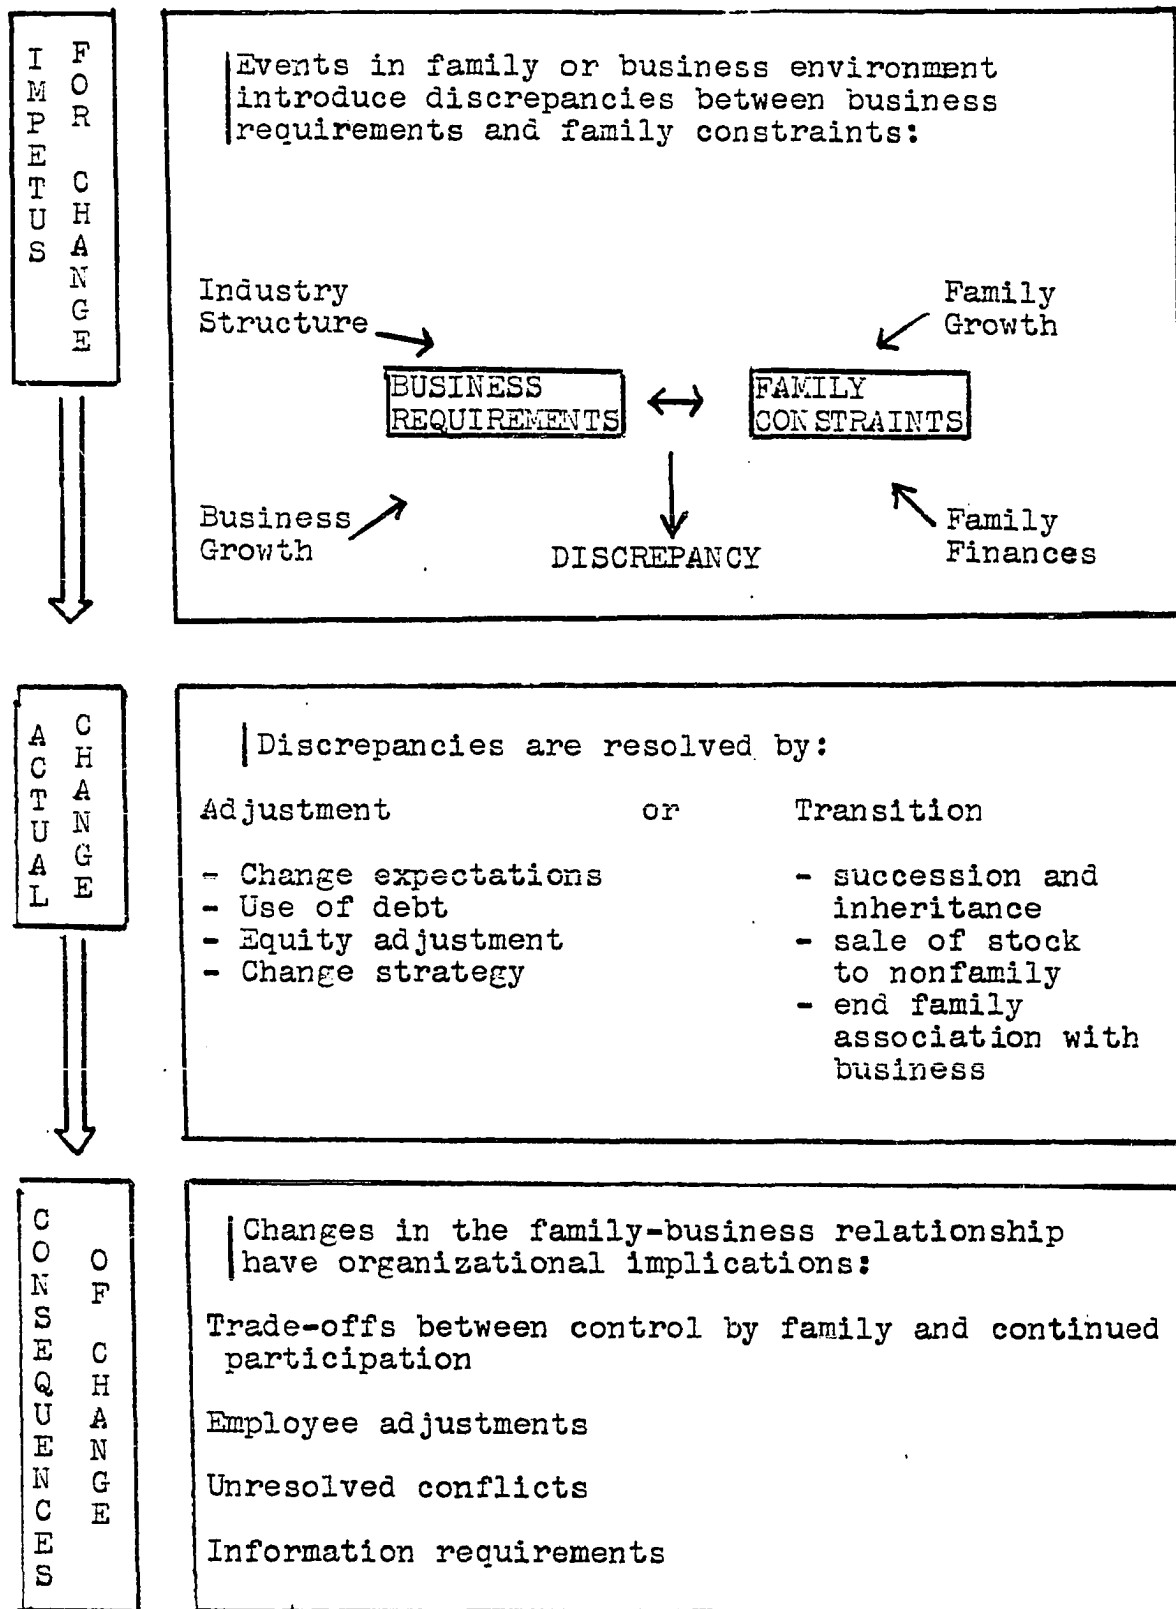 IMPETUS
FOR CHANGE
Events in family or business environment
introduce discrepancies between business
requirements and family constraints:
Industry
Structure
Family
Growth
BUSINESS
REQUIREMENTS
FAMILY
CONSTRAINTS
Business
Growth
DISCREPANCY
Family
Finances
ACTUAL
CHANGE
Discrepancies are resolved by:
Adjustment or Transition
- Change expectations
- Use of debt
- Equity adjustment
- Change strategy
- succession and
inheritance
- sale of stock
to nonfamily
- end family
association with
business
CONSEQUENCES
OF CHANGE
Changes in the family-business relationship
have organizational implications:
Trade-offs between control by family and continued
participation
Employee adjustments
Unresolved conflicts
Information requirements